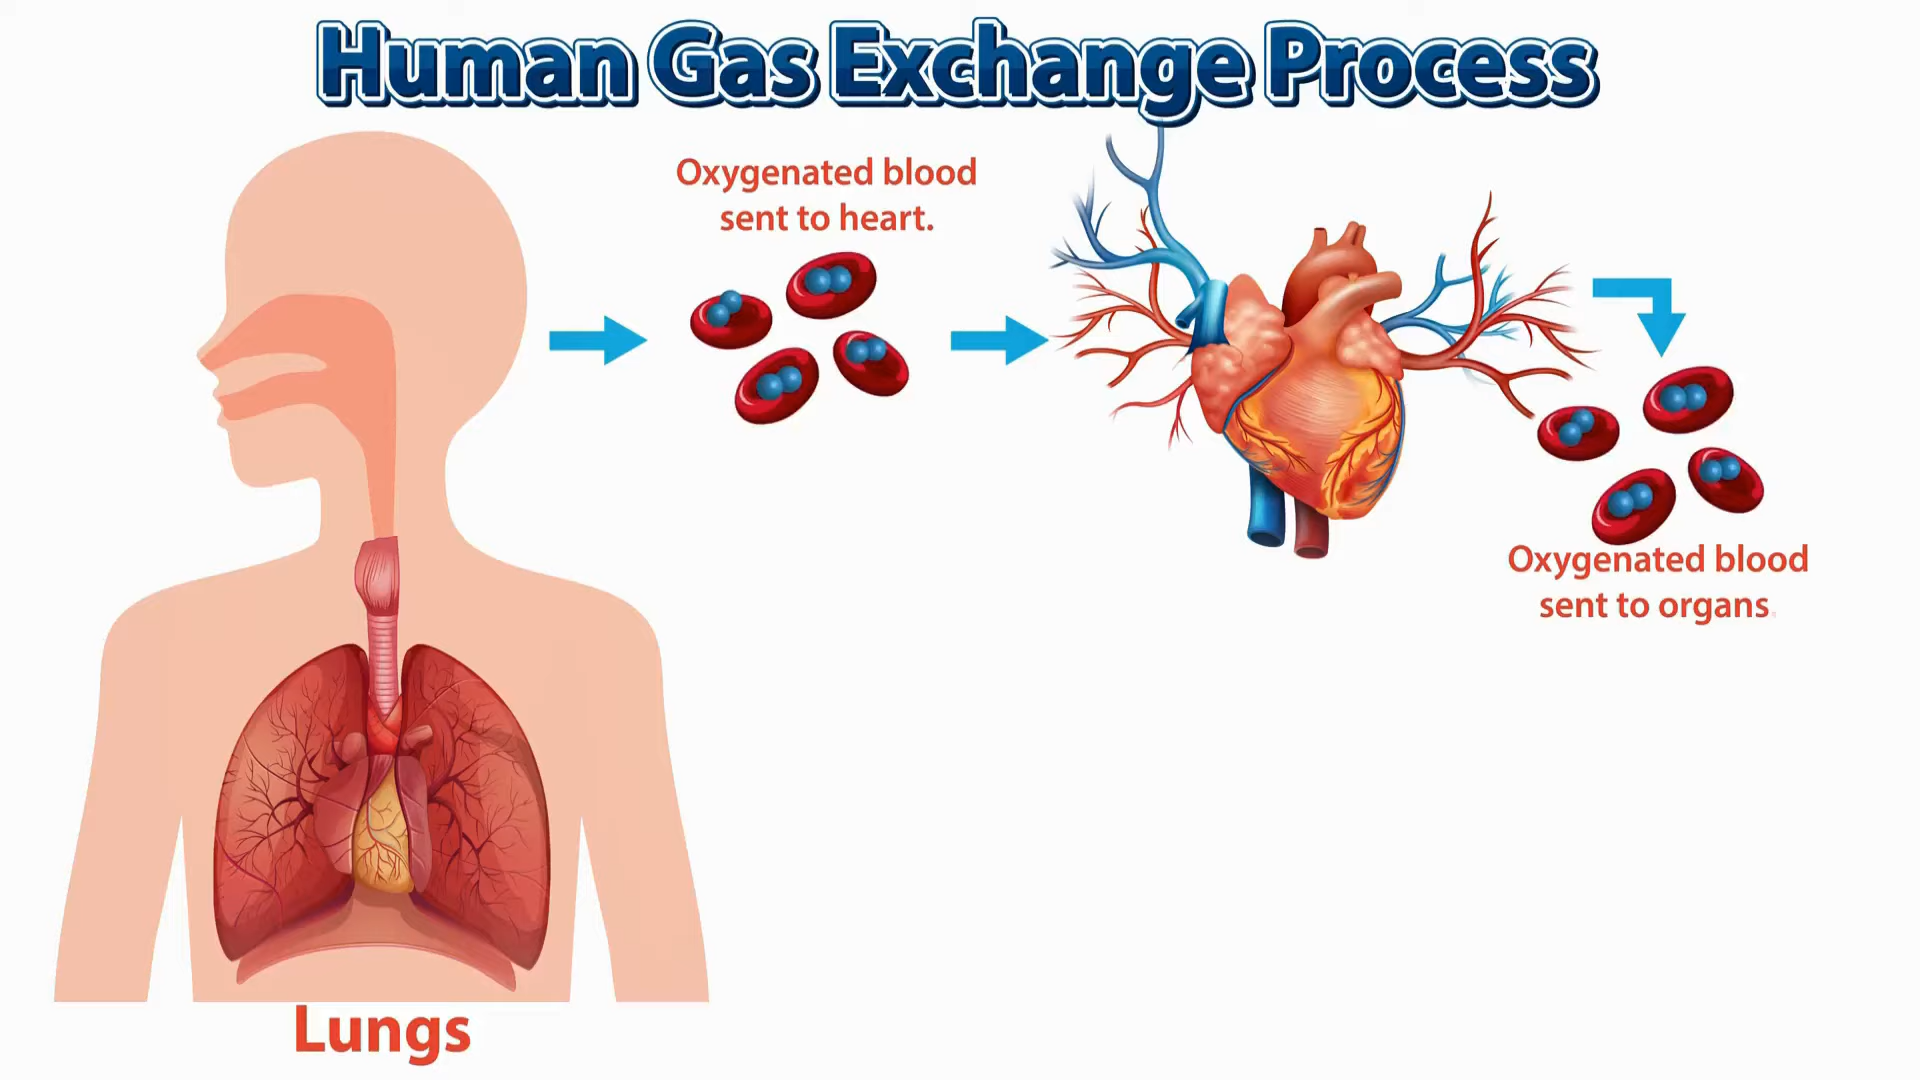 Human Gas Exchange Process
Oxygenated blood
sent to heart.
Oxygenated blood
sent to organs.
Lungs